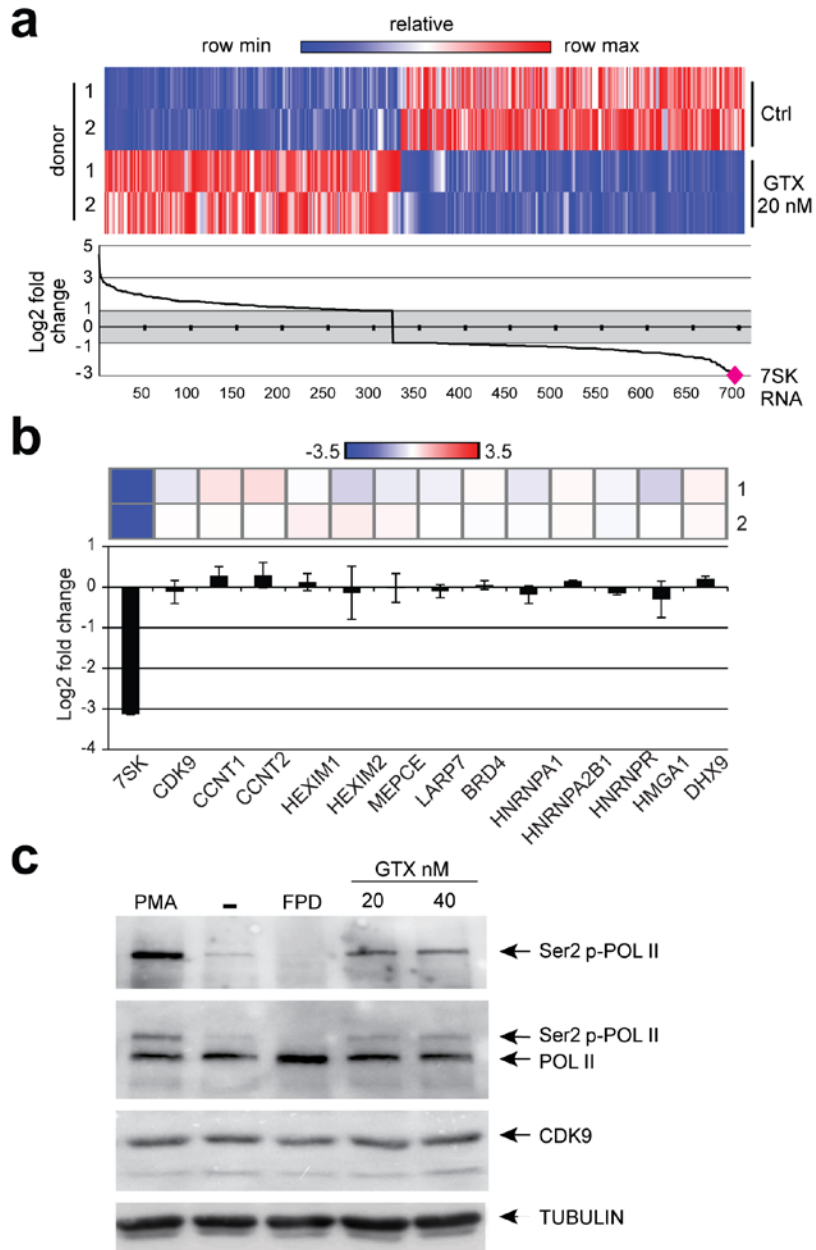 a
relative
row min row max
donor
1
2
1
2
Ctrl
GTX
20 nM
Log2 fold
change
5
3
1
0
-1
-3
50 100 150 200 250 300 350 400 450 500 550 600 650 700
7SK
RNA
b
-3.5 3.5
1
2
Log2 fold change
1
0
-1
-2
-3
-4
7SK CDK9 CCNT1 CCNT2 HEXIM1 HEXIM2 MEPCE LARP7 BRD4 HNRNPA1 HNRNPA2B1 HNRNPR HMGA1 DHX9
c
GTX nM
PMA - FPD 20 40
Ser2 p-POL II
Ser2 p-POL II
POL II
CDK9
TUBULIN